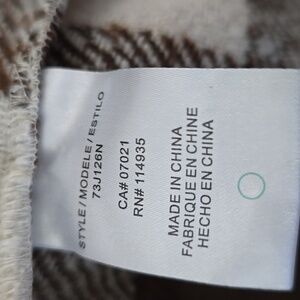 STYLE / MODELE / ESTILO
73J126N
CA# 07021
RN# 114935
MADE IN CHINA
FABRIQUE EN CHINE
HECHO EN CHINA